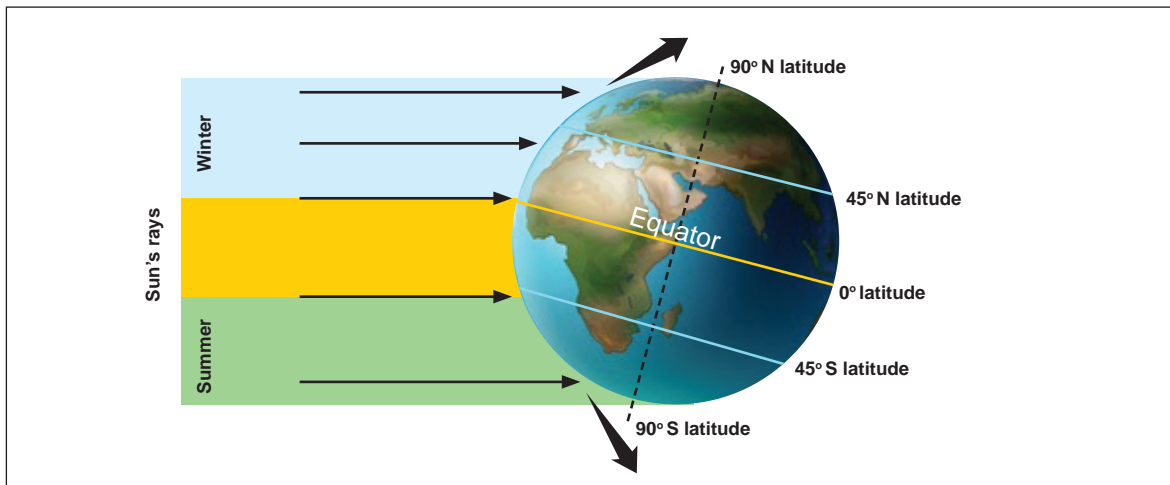 90° N latitude
Winter
45° N latitude
Sun's rays
Equator
0° latitude
Summer
45° S latitude
90° S latitude